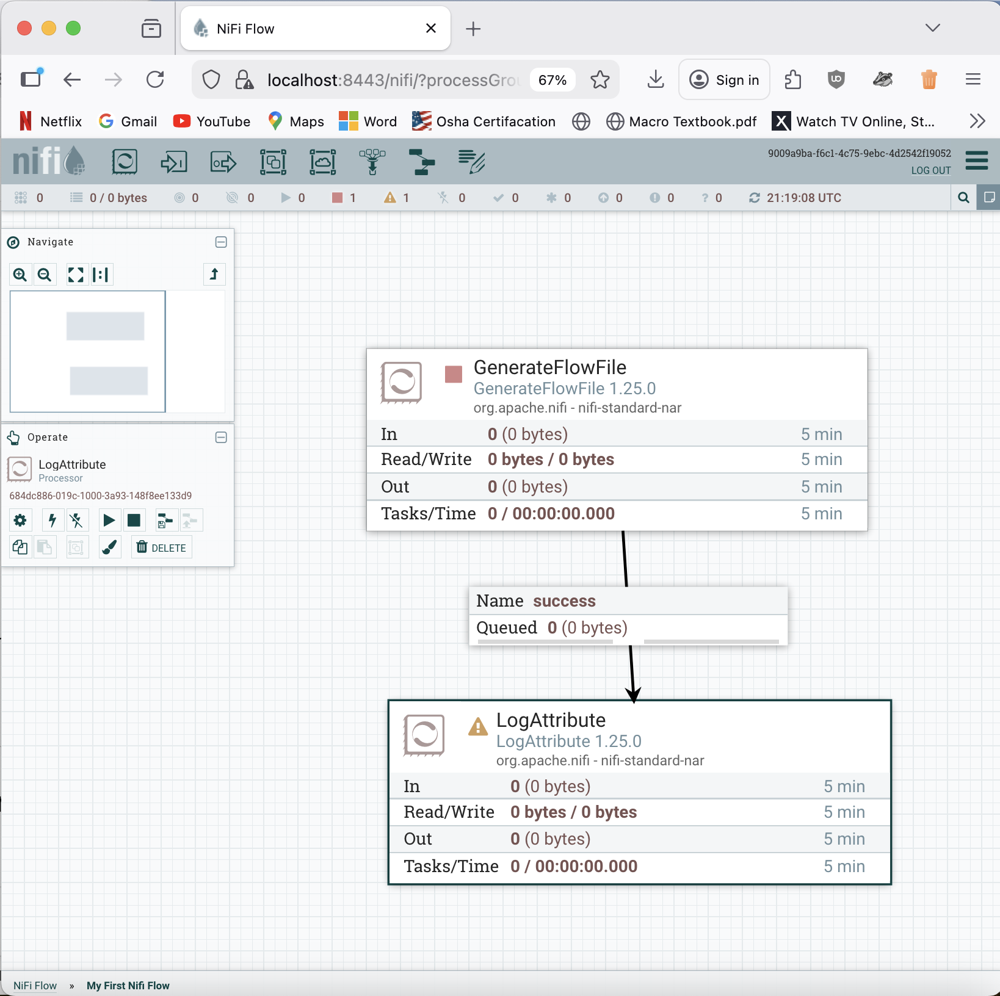 NiFi Flow
localhost:8443/nifi/?processGro
67%
Sign in
Netflix
Gmail
YouTube
Maps
Word
Osha Certifacation
Macro Textbook.pdf
Watch TV Online, St...
nifi
9009a9ba-f6c1-4c75-9ebc-4d2542f19052
LOG OUT
0
0 / 0 bytes
0
0
0
1
1
0
0
0
0
0
? 0
21:19:08 UTC
Navigate
Operate
LogAttribute
Processor
684dc886-019c-1000-3a93-148f8ee133d9
DELETE
GenerateFlowFile
GenerateFlowFile 1.25.0
org.apache.nifi - nifi-standard-nar
In 0 (0 bytes) 5 min
Read/Write 0 bytes / 0 bytes 5 min
Out 0 (0 bytes) 5 min
Tasks/Time 0 / 00:00:00.000 5 min
Name success
Queued 0 (0 bytes)
LogAttribute
LogAttribute 1.25.0
org.apache.nifi - nifi-standard-nar
In 0 (0 bytes) 5 min
Read/Write 0 bytes / 0 bytes 5 min
Out 0 (0 bytes) 5 min
Tasks/Time 0 / 00:00:00.000 5 min
NiFi Flow » My First Nifi Flow